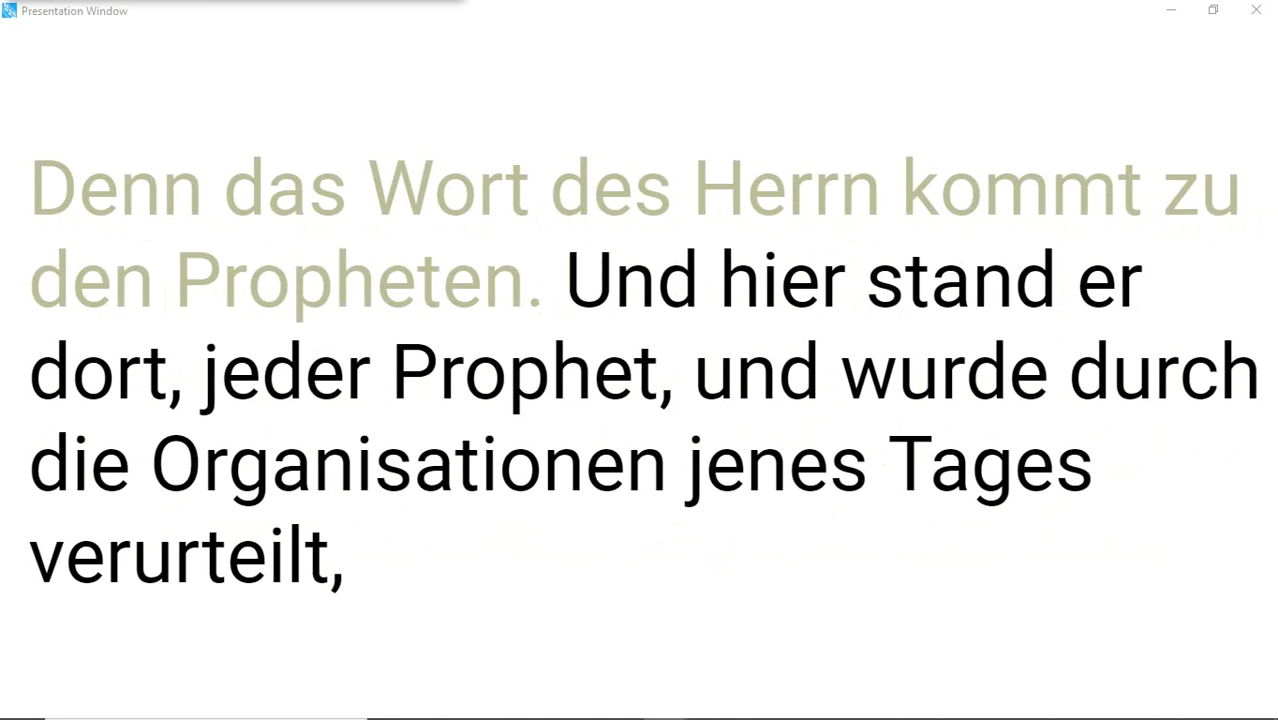 Presentation Window
Denn das Wort des Herrn kommt zu
den Propheten. Und hier stand er
dort, jeder Prophet, und wurde durch
die Organisationen jenes Tages
verurteilt,